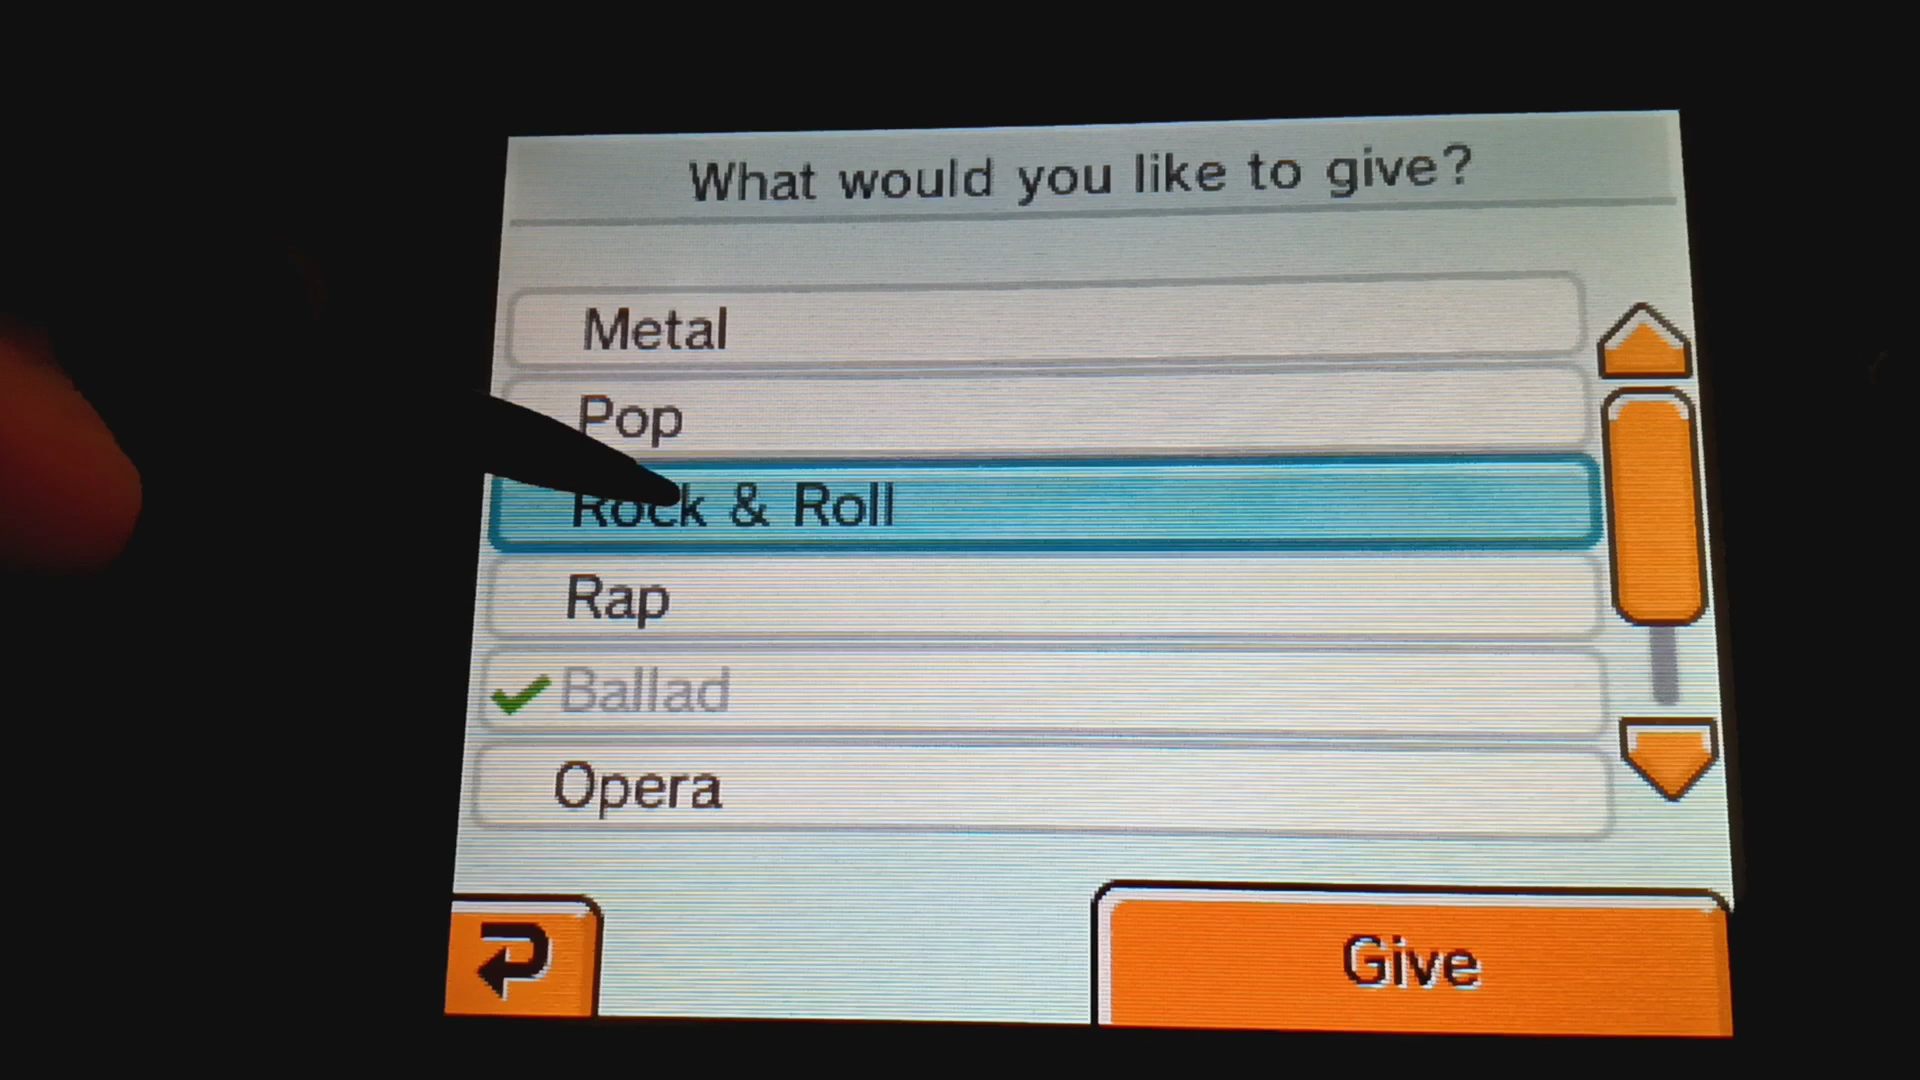 What would you like to give?
Metal
Pop
Rock & Roll
Rap
Ballad
Opera
Give